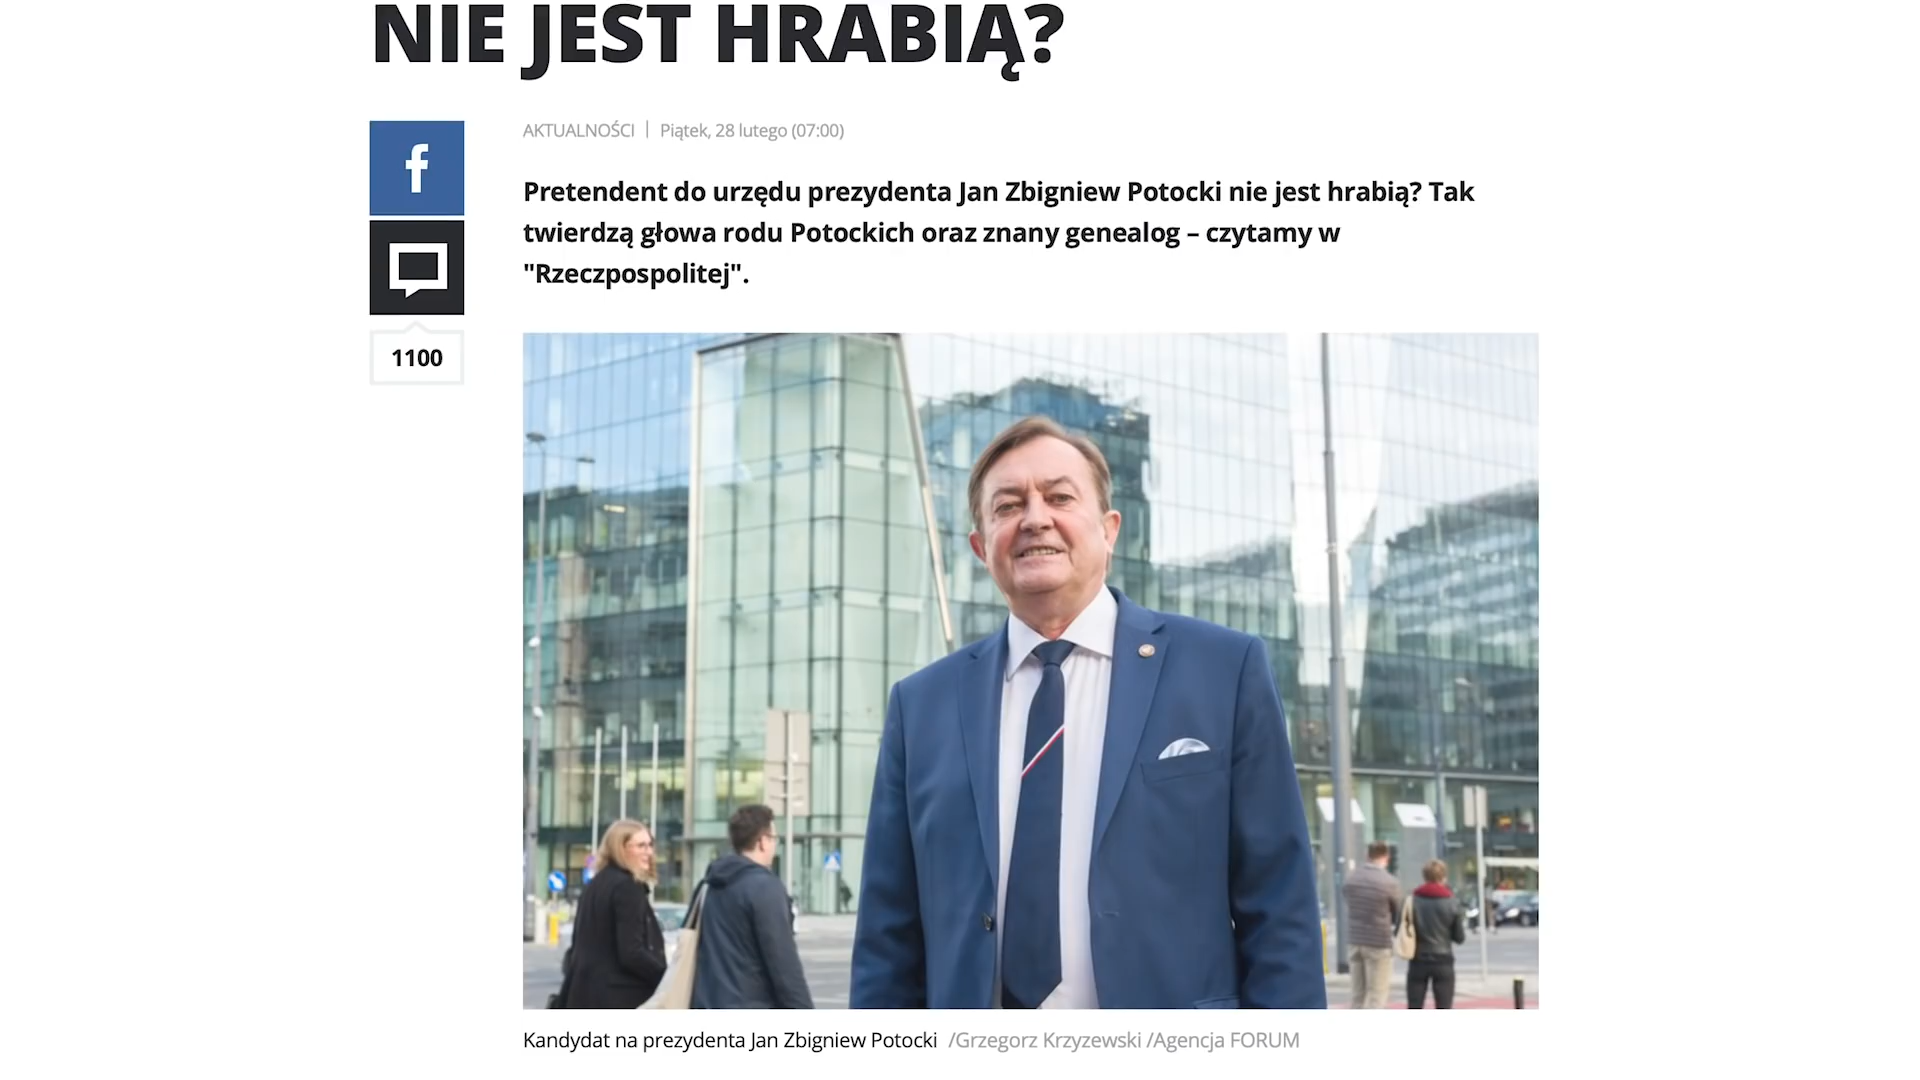 NIE JEST HRABIĄ?
AKTUALNOŚCI | Piątek, 28 lutego (07:00)
Pretendent do urzędu prezydenta Jan Zbigniew Potocki nie jest hrabią? Tak
twierdzą głowa rodu Potockich oraz znany genealog – czytamy w
"Rzeczpospolitej".
1100
Kandydat na prezydenta Jan Zbigniew Potocki /Grzegorz Krzyzewski /Agencja FORUM